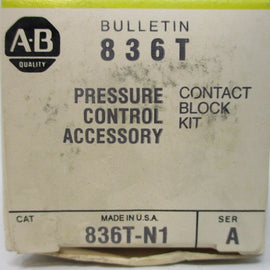 A-B
QUALITY
BULLETIN
836T
PRESSURE
CONTROL
ACCESSORY
CONTACT
BLOCK
KIT
CAT
MADE IN U.S.A.
SER
836T-N1
A